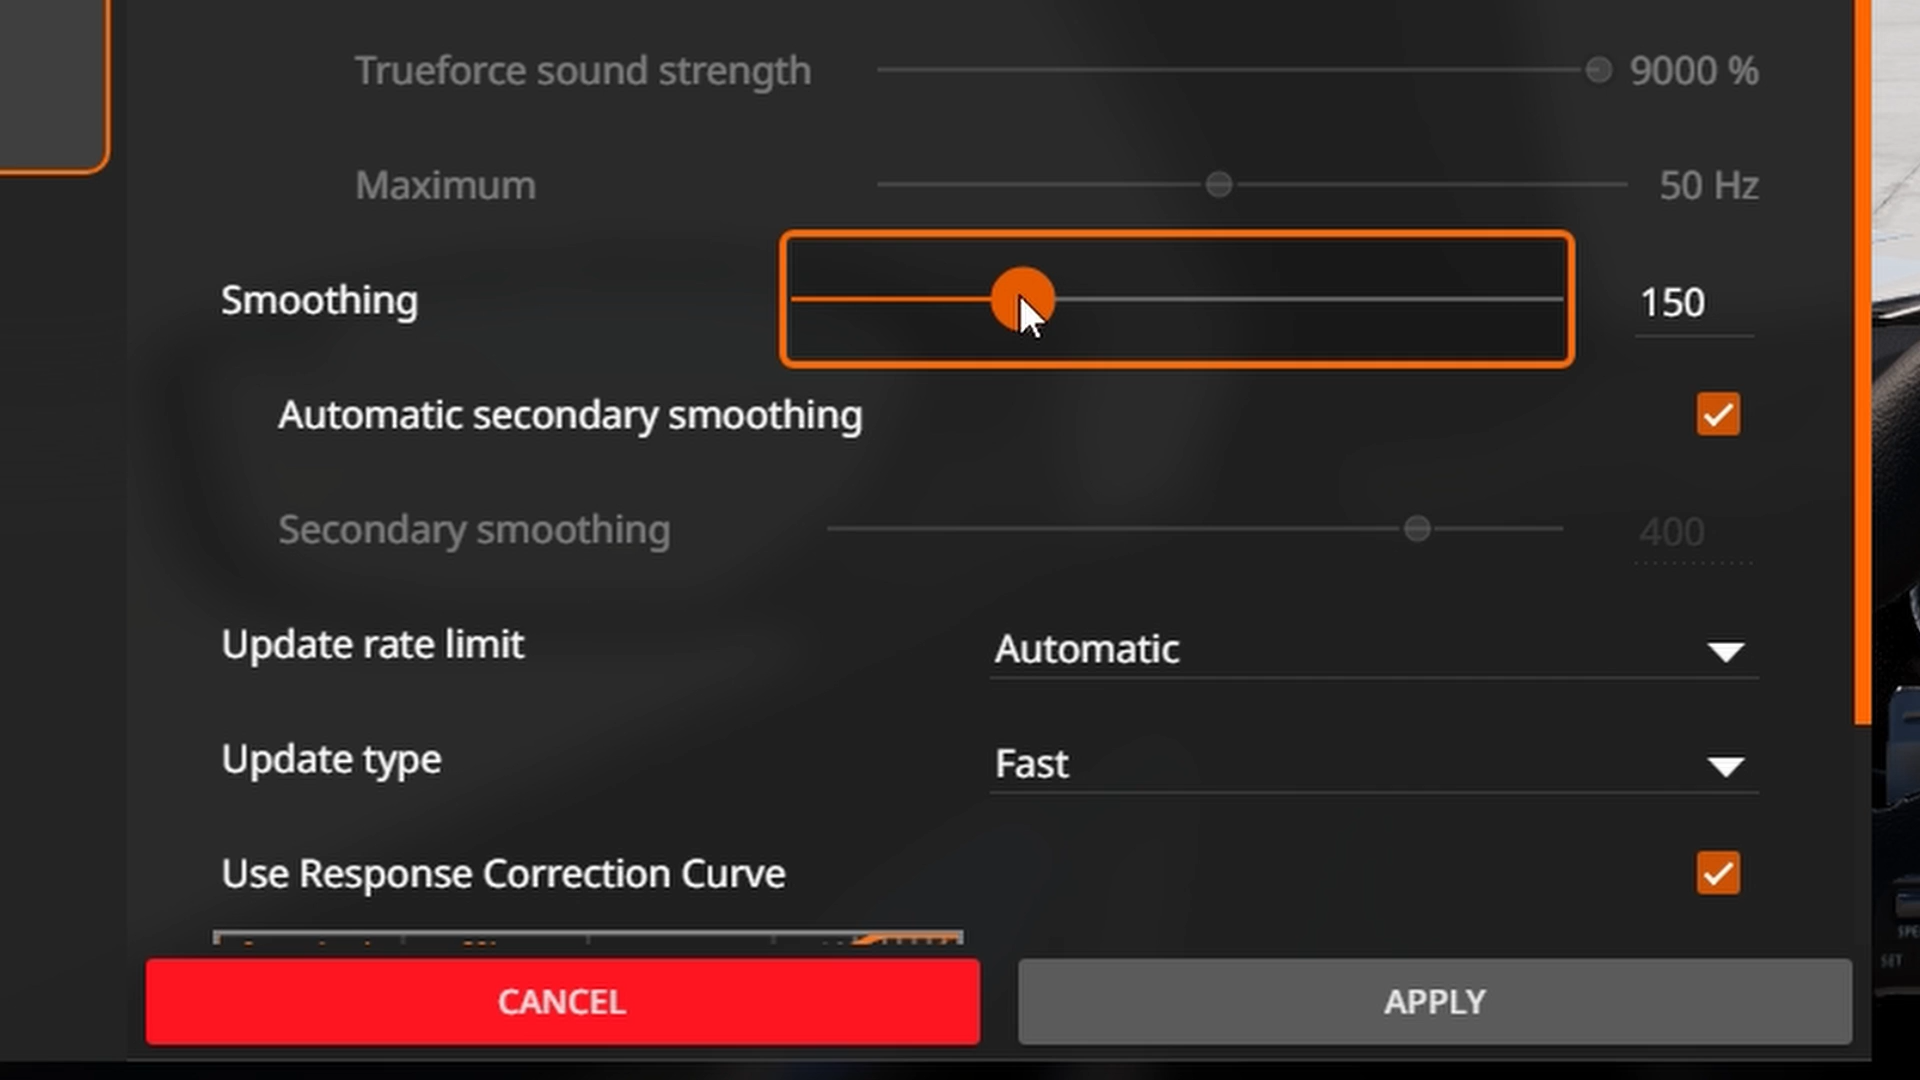 Trueforce sound strength 9000 %
Maximum 50 Hz
Smoothing 150
Automatic secondary smoothing
Secondary smoothing 400
Update rate limit Automatic
Update type Fast
Use Response Correction Curve
CANCEL APPLY
SET